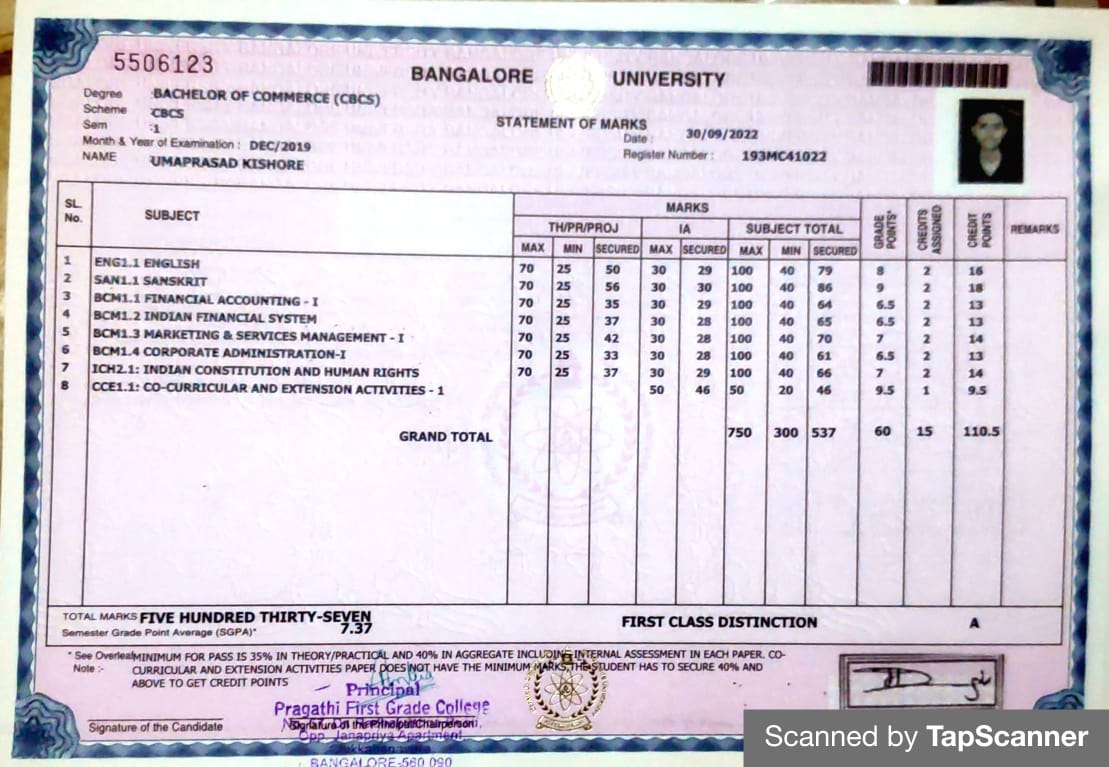 5506123
BANGALORE UNIVERSITY
Degree BACHELOR OF COMMERCE (CBCS)
Scheme CBCS
Sem :1
STATEMENT OF MARKS
Month & Year of Examination : DEC/2019
Date : 30/09/2022
NAME UMAPRASAD KISHORE
Register Number : 193MC41022
SL. No. SUBJECT MARKS GRADE POINTS* CREDITS ASSIGNED CREDIT POINTS REMARKS
TH/PR/PROJ IA SUBJECT TOTAL
MAX MIN SECURED MAX SECURED MAX MIN SECURED
1 ENG1.1 ENGLISH 70 25 50 30 29 100 40 79 8 2 16
2 SAN1.1 SANSKRIT 70 25 56 30 30 100 40 86 9 2 18
3 BCM1.1 FINANCIAL ACCOUNTING - I 70 25 35 30 29 100 40 64 6.5 2 13
4 BCM1.2 INDIAN FINANCIAL SYSTEM 70 25 37 30 28 100 40 65 6.5 2 13
5 BCM1.3 MARKETING & SERVICES MANAGEMENT - I 70 25 42 30 28 100 40 70 7 2 14
6 BCM1.4 CORPORATE ADMINISTRATION-I 70 25 33 30 28 100 40 61 6.5 2 13
7 ICH2.1: INDIAN CONSTITUTION AND HUMAN RIGHTS 70 25 37 30 29 100 40 66 7 2 14
8 CCE1.1: CO-CURRICULAR AND EXTENSION ACTIVITIES - 1 50 46 50 20 46 9.5 1 9.5
GRAND TOTAL 750 300 537 60 15 110.5
TOTAL MARKS FIVE HUNDRED THIRTY-SEVEN FIRST CLASS DISTINCTION A
Semester Grade Point Average (SGPA)* 7.37
* See Overleaf MINIMUM FOR PASS IS 35% IN THEORY/PRACTICAL AND 40% IN AGGREGATE INCLUDING INTERNAL ASSESSMENT IN EACH PAPER. CO-
Note :- CURRICULAR AND EXTENSION ACTIVITIES PAPER DOES NOT HAVE THE MINIMUM MARKS, THE STUDENT HAS TO SECURE 40% AND
ABOVE TO GET CREDIT POINTS
Principal
Pragathi First Grade College
Signature of the Candidate
Signature of the Principal/Chairperson
Opp. Janapriya Apartment,
BANGALORE-560 090
Scanned by TapScanner